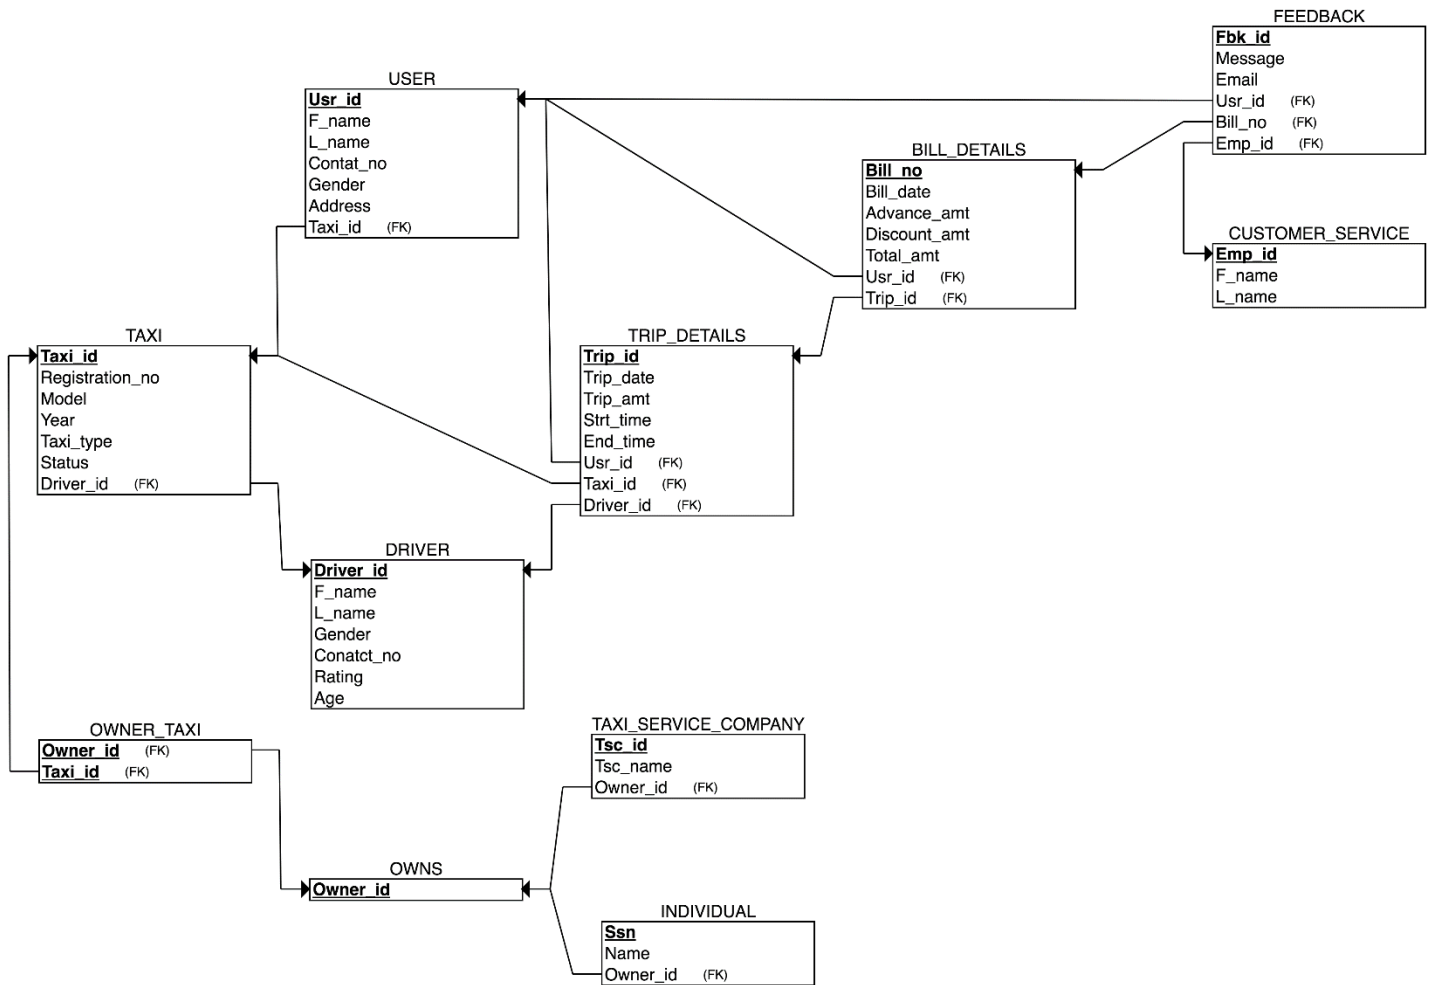 FEEDBACK
Fbk_id
Message
Email
Usr_id (FK)
Bill_no (FK)
Emp_id (FK)
USER
Usr_id
F_name
L_name
Contat_no
Gender
Address
Taxi_id (FK)
BILL_DETAILS
Bill_no
Bill_date
Advance_amt
Discount_amt
Total_amt
Usr_id (FK)
Trip_id (FK)
CUSTOMER_SERVICE
Emp_id
F_name
L_name
TAXI
Taxi_id
Registration_no
Model
Year
Taxi_type
Status
Driver_id (FK)
TRIP_DETAILS
Trip_id
Trip_date
Trip_amt
Strt_time
End_time
Usr_id (FK)
Taxi_id (FK)
Driver_id (FK)
DRIVER
Driver_id
F_name
L_name
Gender
Conatct_no
Rating
Age
OWNER_TAXI
Owner_id (FK)
Taxi_id (FK)
TAXI_SERVICE_COMPANY
Tsc_id
Tsc_name
Owner_id (FK)
OWNS
Owner_id
INDIVIDUAL
Ssn
Name
Owner_id (FK)